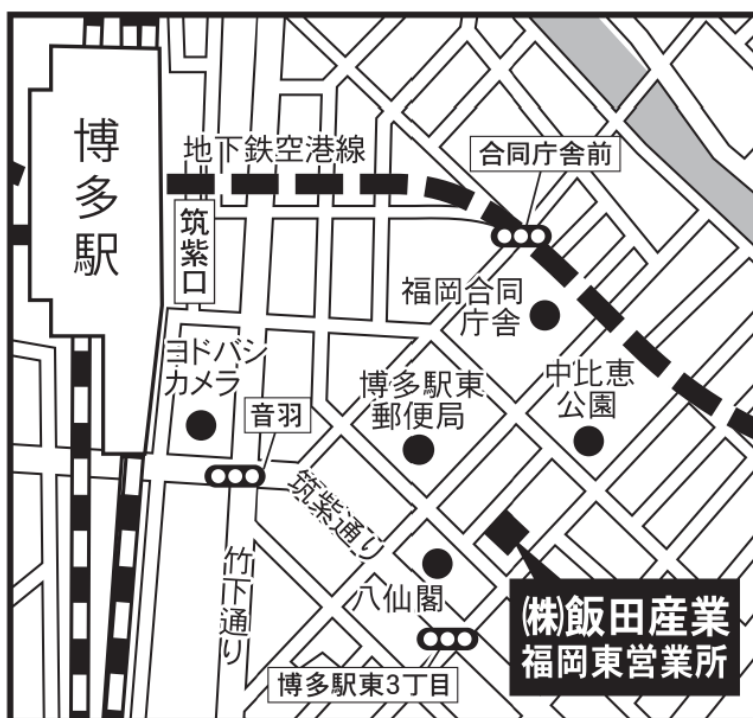 博多駅
地下鉄空港線
合同庁舎前
筑紫口
福岡合同
庁舎
ヨドバシ
カメラ
博多駅東
郵便局
中比恵
公園
音羽
筑紫通り
竹下通り
八仙閣
㈱飯田産業
福岡東営業所
博多駅東3丁目